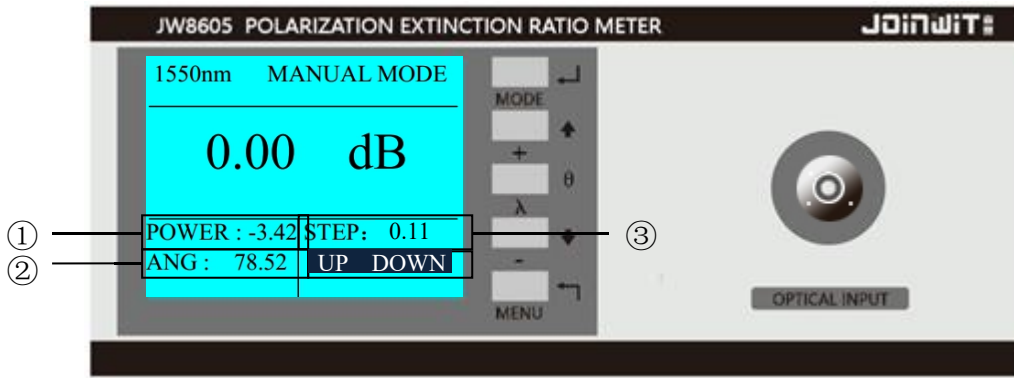 JW8605 POLARIZATION EXTINCTION RATIO METER
JOINWIT
1550nm MANUAL MODE
0.00 dB
POWER : -3.42 STEP： 0.11
ANG : 78.52 UP DOWN
MODE
+
θ
λ
-
MENU
①
②
③
OPTICAL INPUT